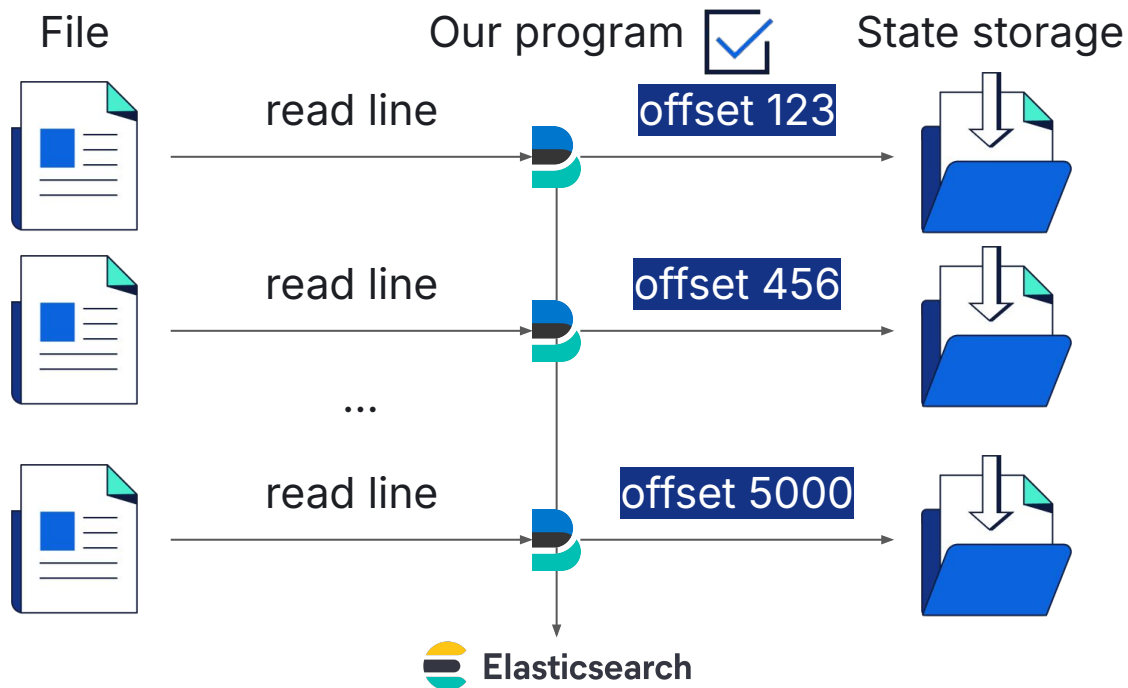 File
Our program
State storage
read line
offset 123
read line
offset 456
...
read line
offset 5000
Elasticsearch